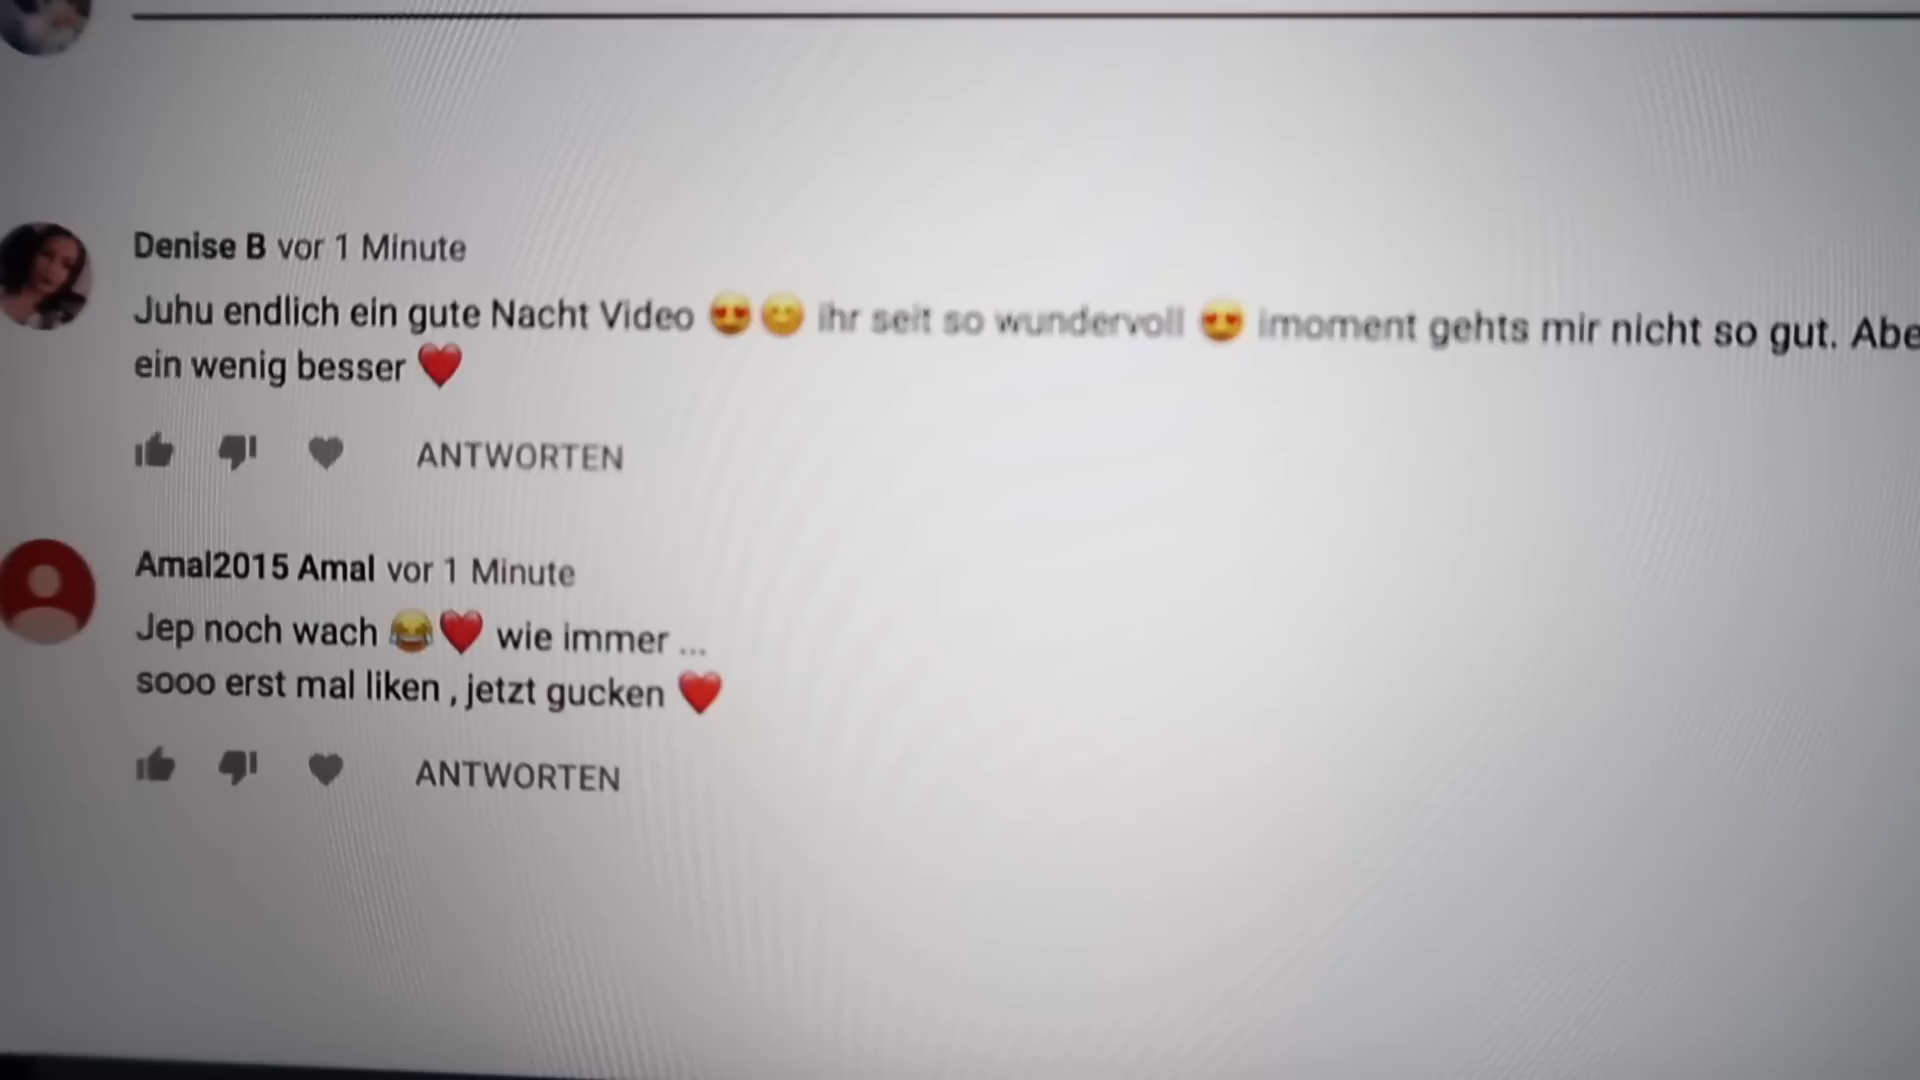 Denise B vor 1 Minute
Juhu endlich ein gute Nacht Video 😍😊 ihr seit so wundervoll 😍 imoment gehts mir nicht so gut. Abe
ein wenig besser ❤️
ANTWORTEN
Amal2015 Amal vor 1 Minute
Jep noch wach 😂❤️ wie immer ...
sooo erst mal liken , jetzt gucken ❤️
ANTWORTEN